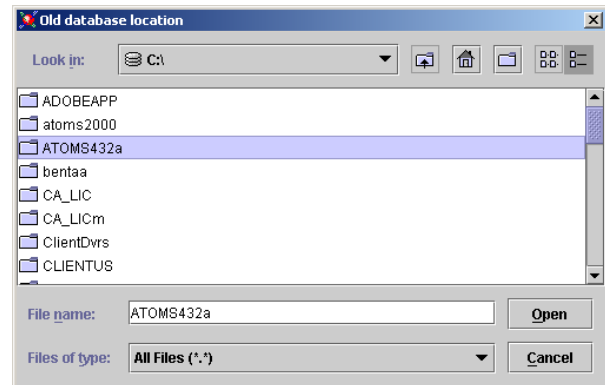 Old database location
Look in: C:\
ADOBEAPP
atoms2000
ATOMS432a
bentaa
CA_LIC
CA_LICm
ClientDvrs
CLIENTUS
File name: ATOMS432a Open
Files of type: All Files (*.*) Cancel